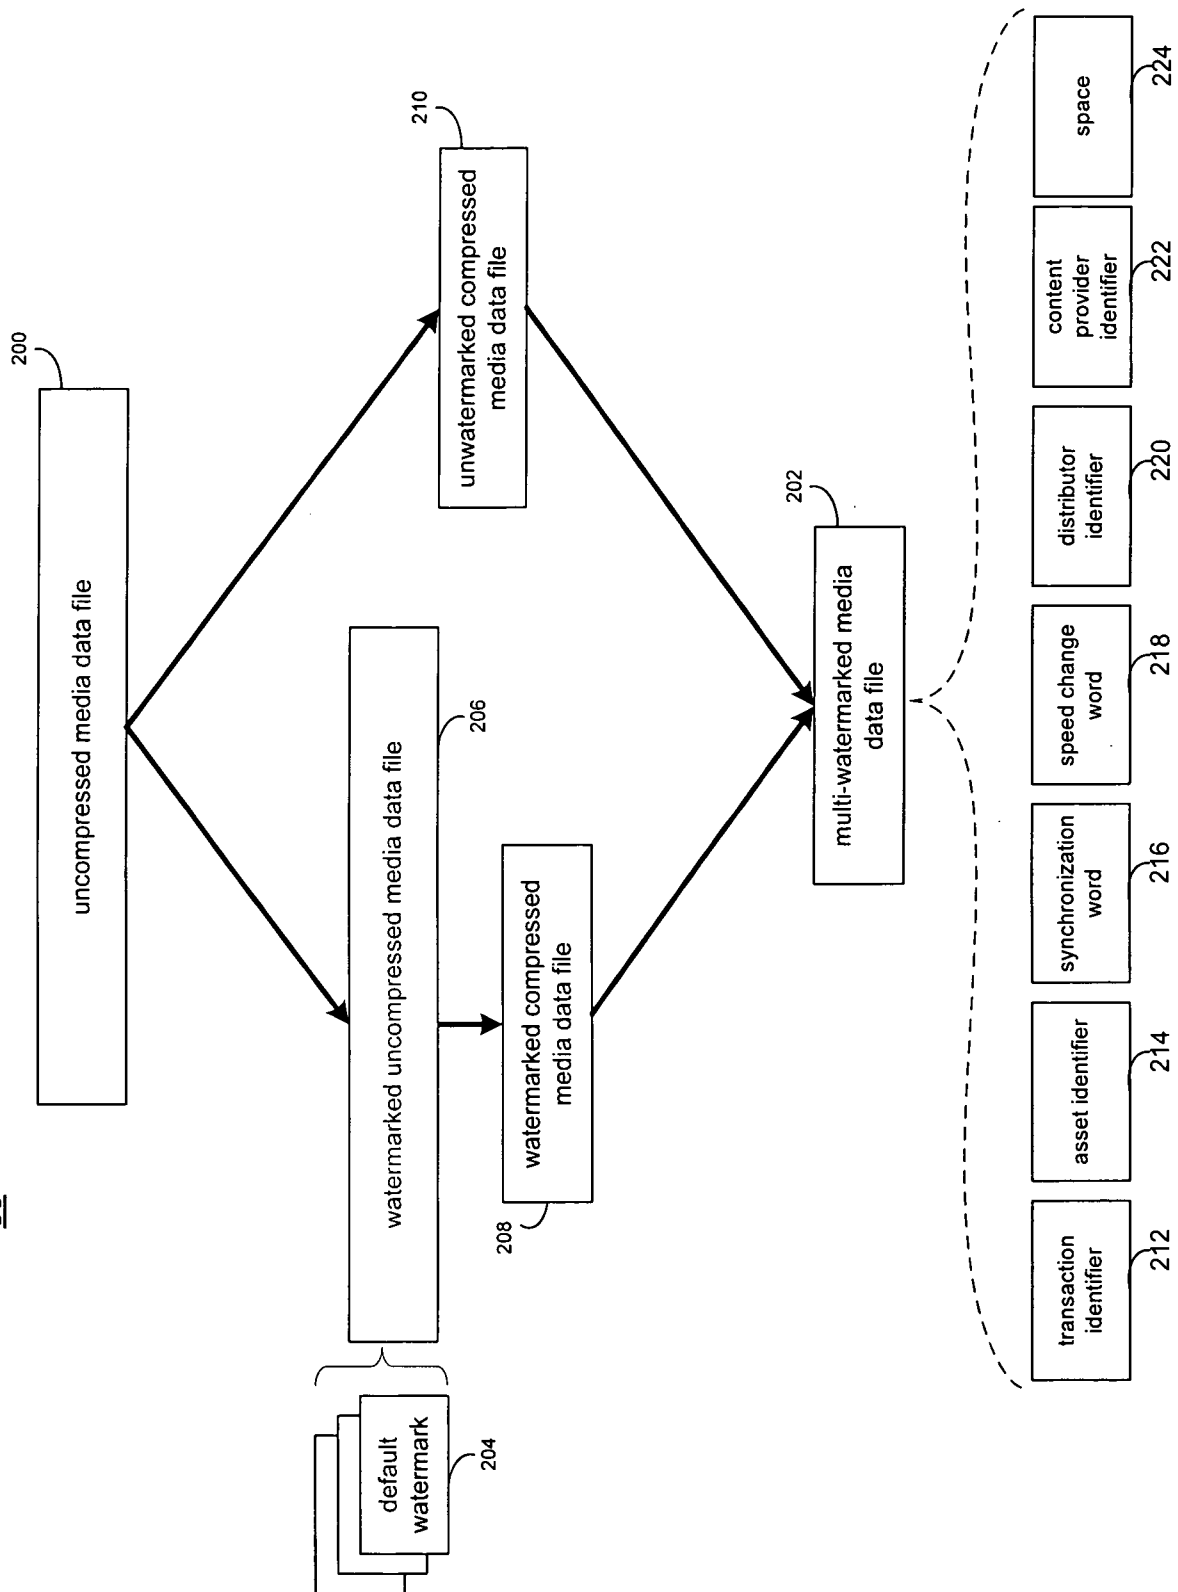 200
uncompressed media data file
210
unwatermarked compressed
media data file
default
watermark
204
watermarked uncompressed media data file
206
watermarked compressed
media data file
208
202
multi-watermarked media
data file
transaction
identifier
212
asset identifier
214
synchronization
word
216
speed change
word
218
distributor
identifier
220
content
provider
identifier
222
space
224